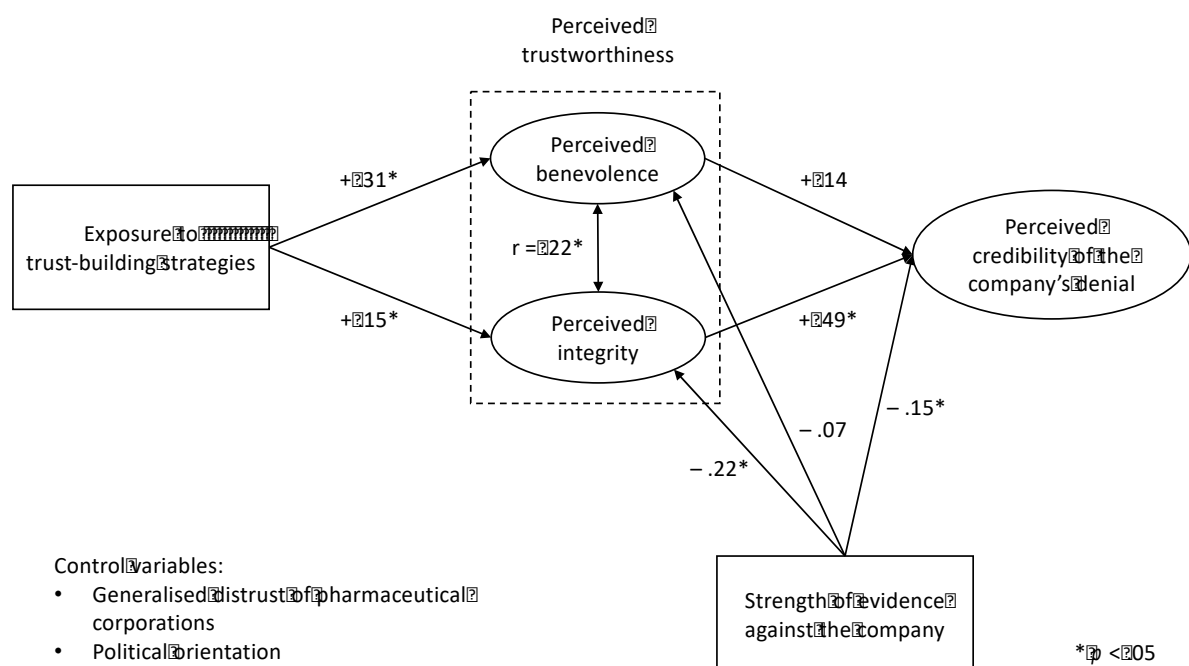 Perceived
trustworthiness
Perceived
benevolence
+ 31*
+ 14
Exposure to
trust-building strategies
r = 22*
Perceived
credibility of the
company's denial
+ 15*
Perceived
integrity
+ 49*
– .15*
– .07
– .22*
Control variables:
• Generalised distrust of pharmaceutical
corporations
• Political orientation
Strength of evidence
against the company
* p < 05